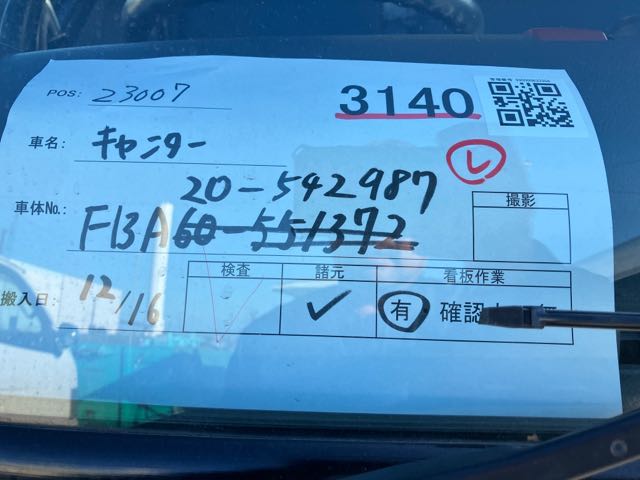 POS: 23007
3140
車名: キャンター
レ
20-542987
車体No.: FB A60-551372
撮影
搬入日: 12/16
検査 諸元 看板作業
✓ 有・確認